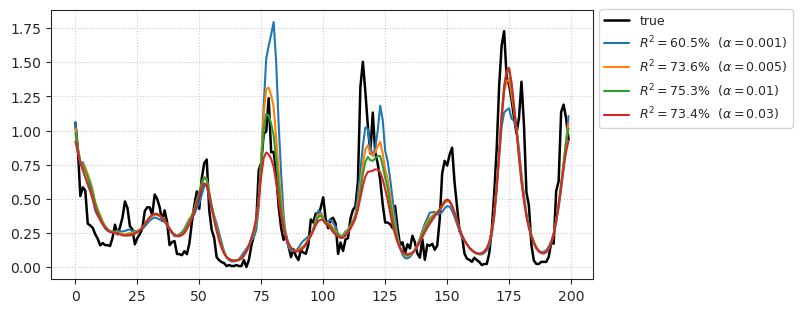 true
R² = 60.5%  (α = 0.001)
R² = 73.6%  (α = 0.005)
R² = 75.3%  (α = 0.01)
R² = 73.4%  (α = 0.03)
1.75
1.50
1.25
1.00
0.75
0.50
0.25
0.00
0 25 50 75 100 125 150 175 200